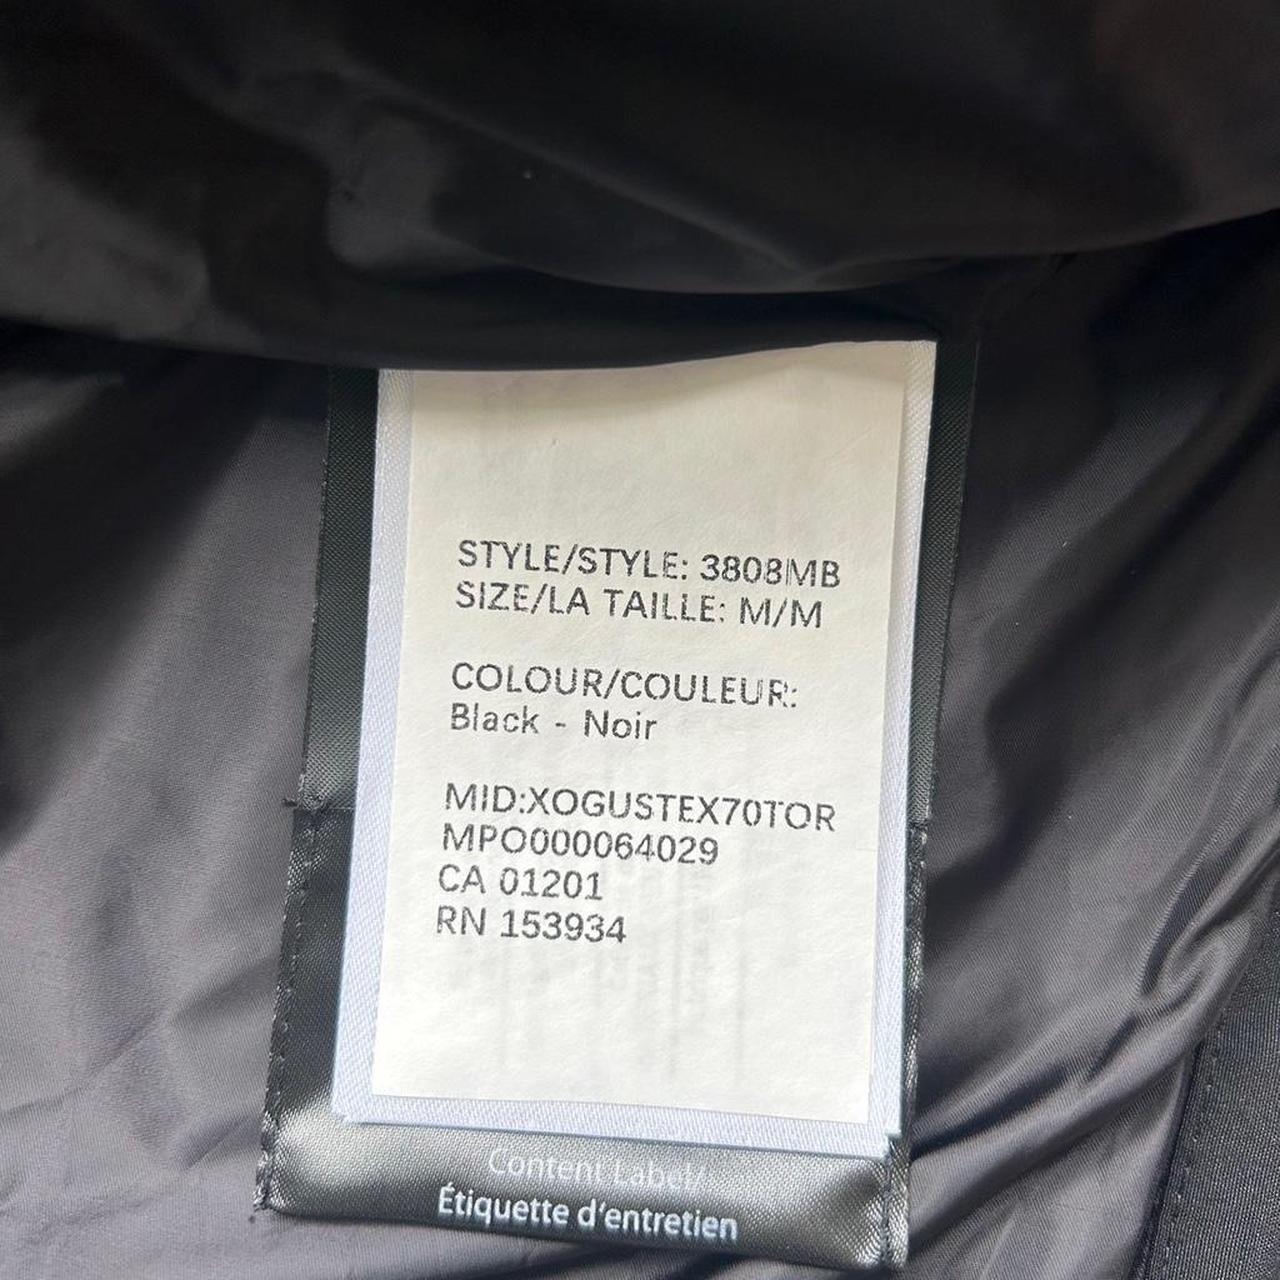 STYLE/STYLE: 3808MB
SIZE/LA TAILLE: M/M
COLOUR/COULEUR:
Black - Noir
MID:XOGUSTEX70TOR
MPO000064029
CA 01201
RN 153934
Content Label/
Étiquette d'entretien